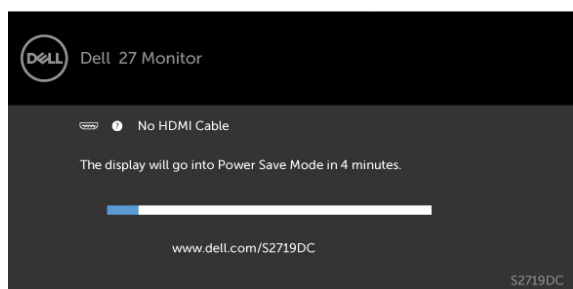 DELL
Dell 27 Monitor
? No HDMI Cable
The display will go into Power Save Mode in 4 minutes.
www.dell.com/S2719DC
S2719DC